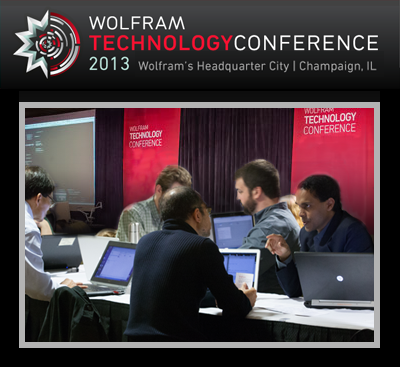 WOLFRAM
TECHNOLOGYCONFERENCE
2013 Wolfram's Headquarter City | Champaign, IL
WOLFRAM
TECHNOLOGY
CONFERENCE
WOLFRAM
TECHNOLOGY
CONFERENCE